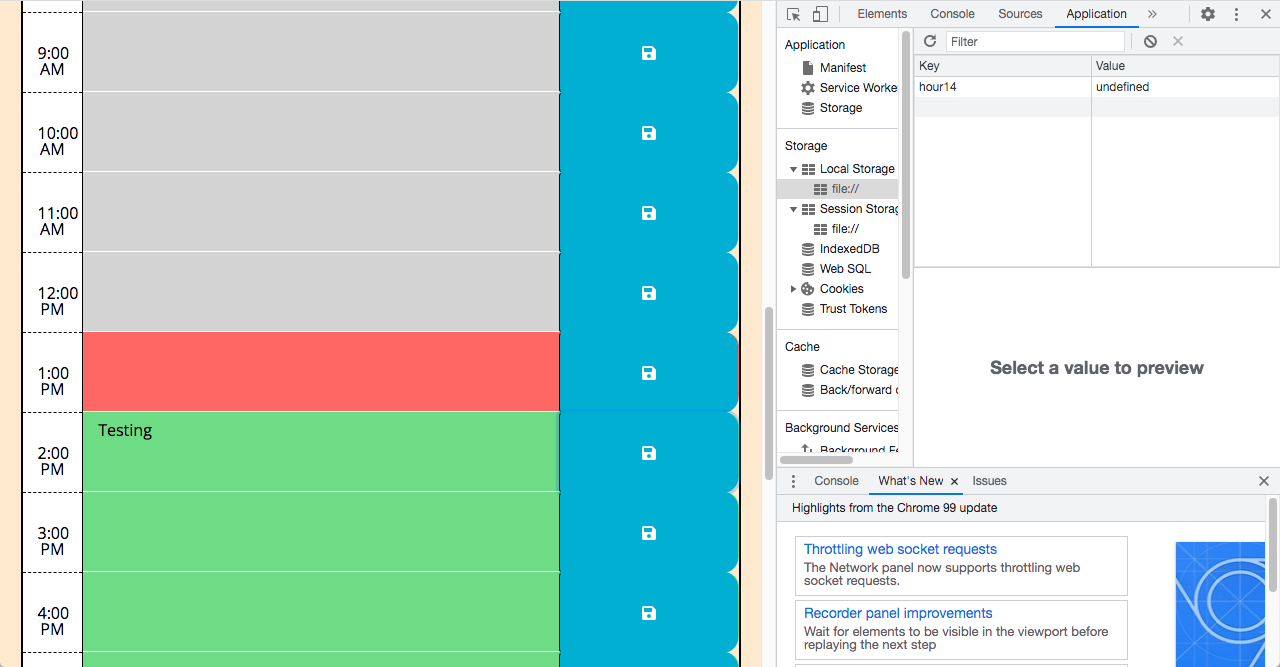 9:00
AM
10:00
AM
11:00
AM
12:00
PM
1:00
PM
Testing
2:00
PM
3:00
PM
4:00
PM
Elements Console Sources Application »
Application
Manifest
Service Worke
Storage
Storage
Local Storage
file://
Session Storag
file://
IndexedDB
Web SQL
Cookies
Trust Tokens
Cache
Cache Storage
Back/forward c
Background Services
Background Fe
Filter
Key Value
hour14 undefined
Select a value to preview
Console What's New Issues
Highlights from the Chrome 99 update
Throttling web socket requests
The Network panel now supports throttling web
socket requests.
Recorder panel improvements
Wait for elements to be visible in the viewport before
replaying the next step